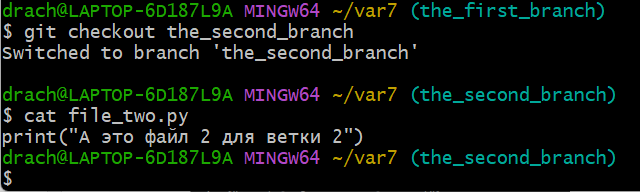 drach@LAPTOP-6D187L9A MINGW64 ~/var7 (the_first_branch)
$ git checkout the_second_branch
Switched to branch 'the_second_branch'
drach@LAPTOP-6D187L9A MINGW64 ~/var7 (the_second_branch)
$ cat file_two.py
print("А это файл 2 для ветки 2")
drach@LAPTOP-6D187L9A MINGW64 ~/var7 (the_second_branch)
$